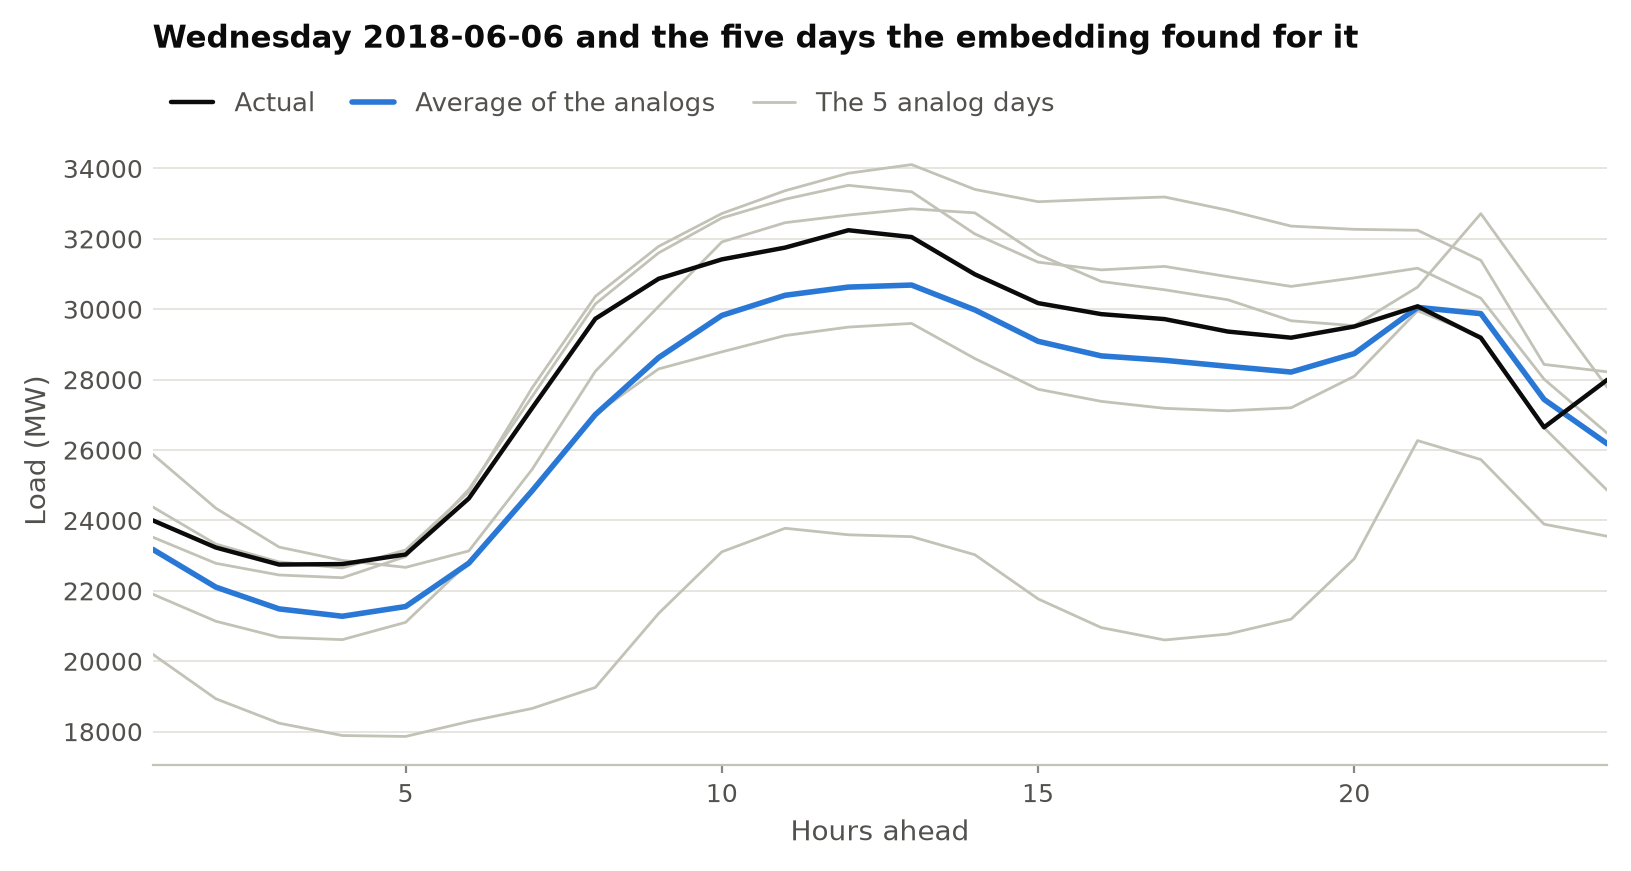 Wednesday 2018-06-06 and the five days the embedding found for it
Actual
Average of the analogs
The 5 analog days
34000
32000
30000
28000
26000
24000
22000
20000
18000
Load (MW)
5
10
15
20
Hours ahead